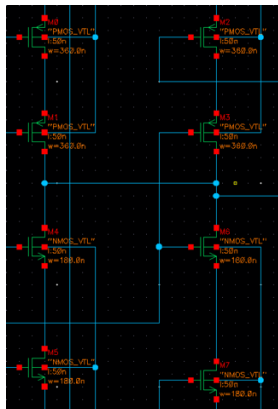 M0
"PMOS_VTL"
l:50n
w=360.0n
M2
"PMOS_VTL"
l:50n
w=360.0n
M1
"PMOS_VTL"
l:50n
w=360.0n
M3
"PMOS_VTL"
l:50n
w=360.0n
M4
"NMOS_VTL"
l:50n
w=180.0n
M6
"NMOS_VTL"
l:50n
w=180.0n
M5
"NMOS_VTL"
l:50n
w=180.0n
M7
"NMOS_VTL"
l:50n
w=180.0n